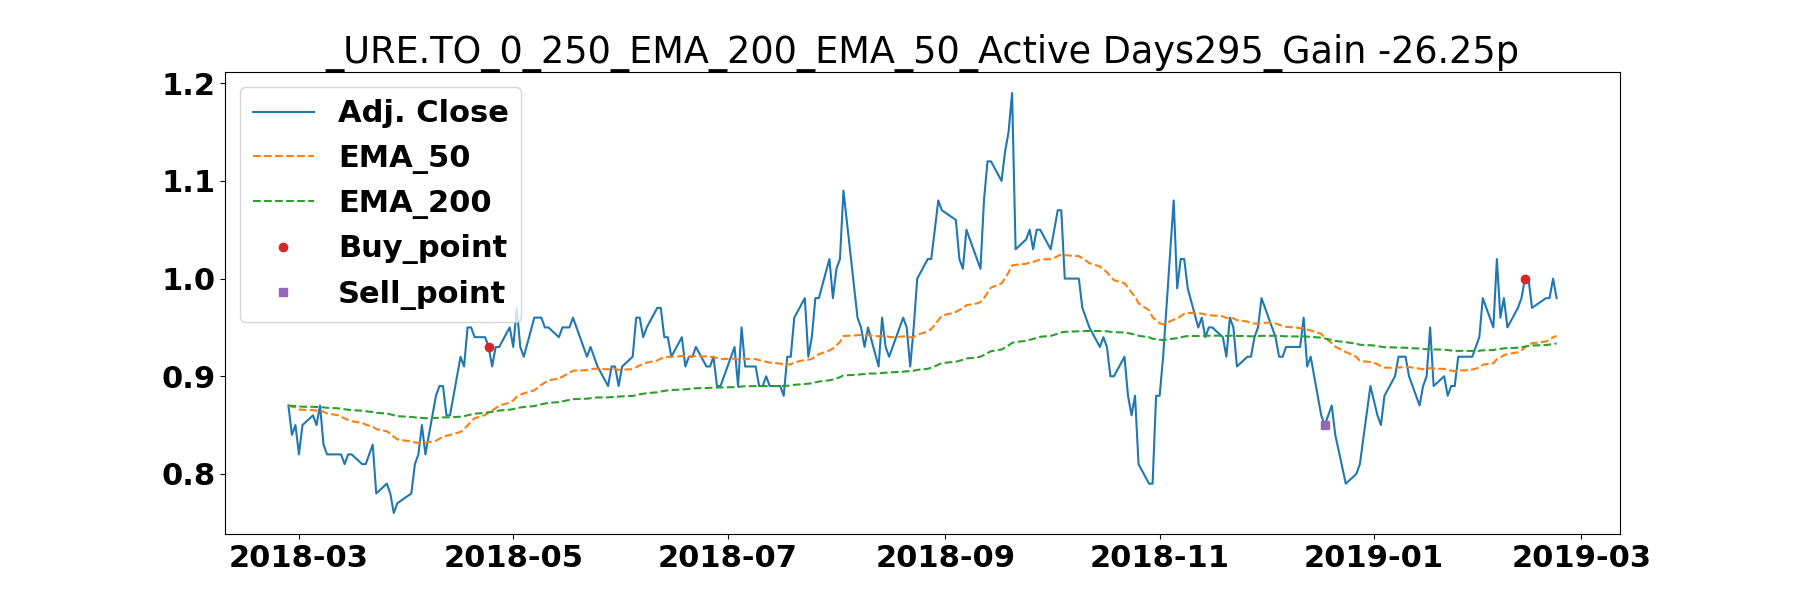 _URE.TO_0_250_EMA_200_EMA_50_Active Days295_Gain -26.25p
1.2
1.1
1.0
0.9
0.8
Adj. Close
EMA_50
EMA_200
Buy_point
Sell_point
2018-03 2018-05 2018-07 2018-09 2018-11 2019-01 2019-03